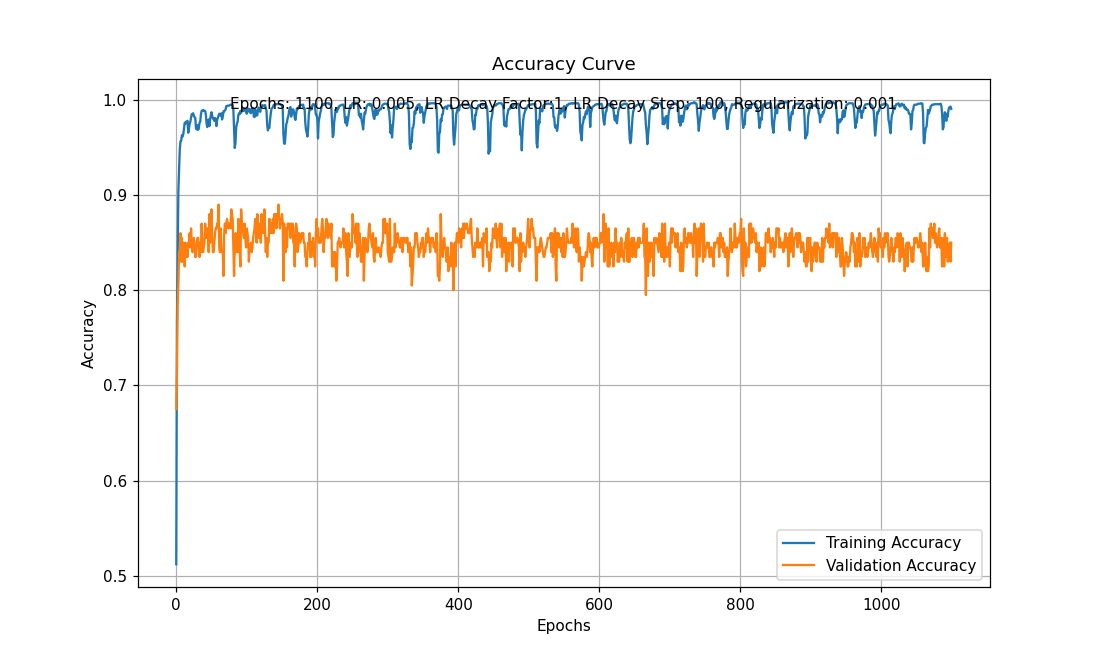 Accuracy Curve
Epochs: 1100, LR: 0.005, LR Decay Factor:1, LR Decay Step: 100, Regularization: 0.001
1.0
0.9
0.8
0.7
0.6
0.5
Accuracy
0 200 400 600 800 1000
Epochs
Training Accuracy
Validation Accuracy